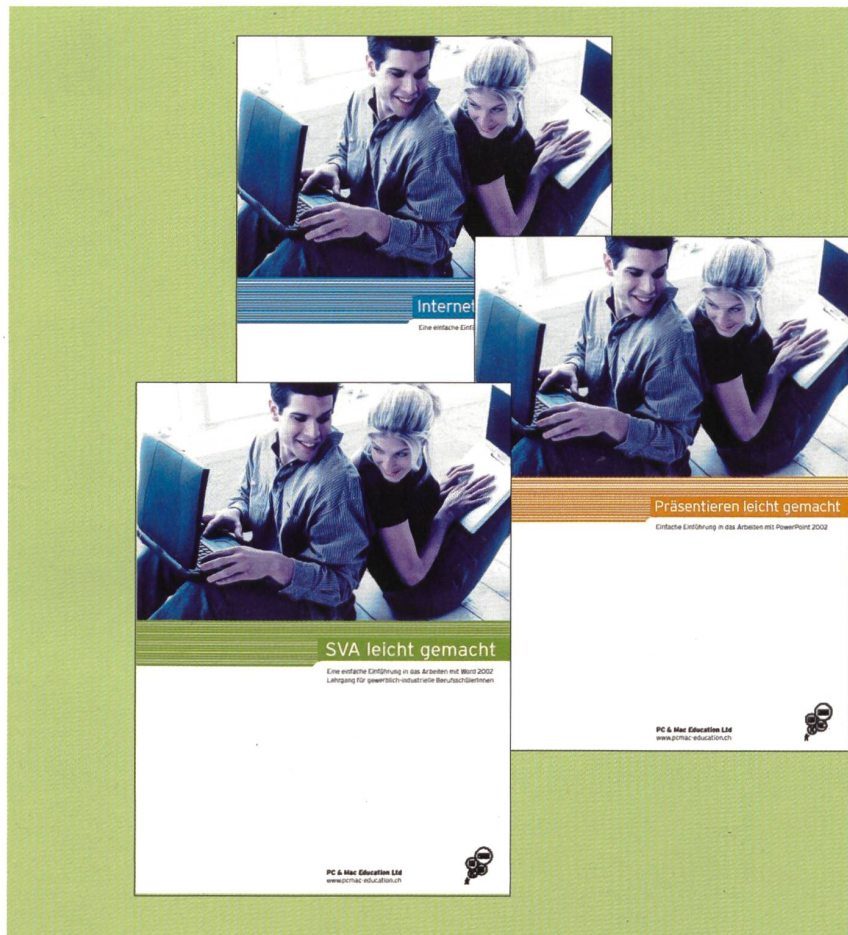 Internet
Eine einfache
Präsentieren leicht gemacht
Einfache Einführung in das Arbeiten mit PowerPoint 2002
PC & Mac Education Ltd
www.pcmac-education.ch
SVA leicht gemacht
Eine einfache Einführung in das Arbeiten mit Word 2002
Lehrgang für gewerblich-industrielle BerufsschülerInnen
PC & Mac Education Ltd
www.pcmac-education.ch